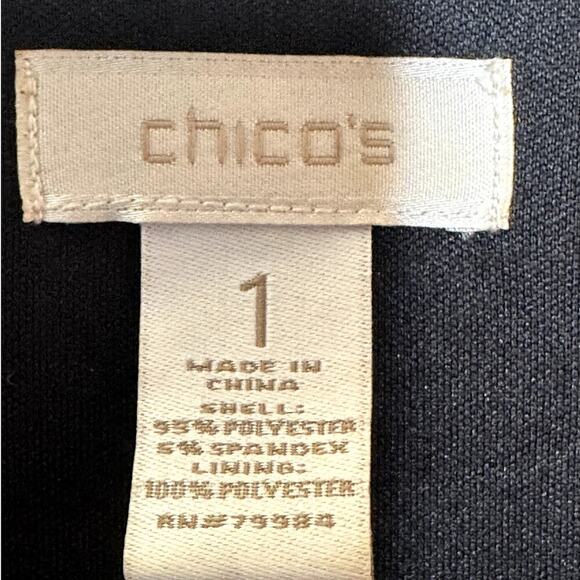 chico's
1
MADE IN
CHINA
SHELL:
95% POLYESTER
5% SPANDEX
LINING:
100% POLYESTER
RN#79984